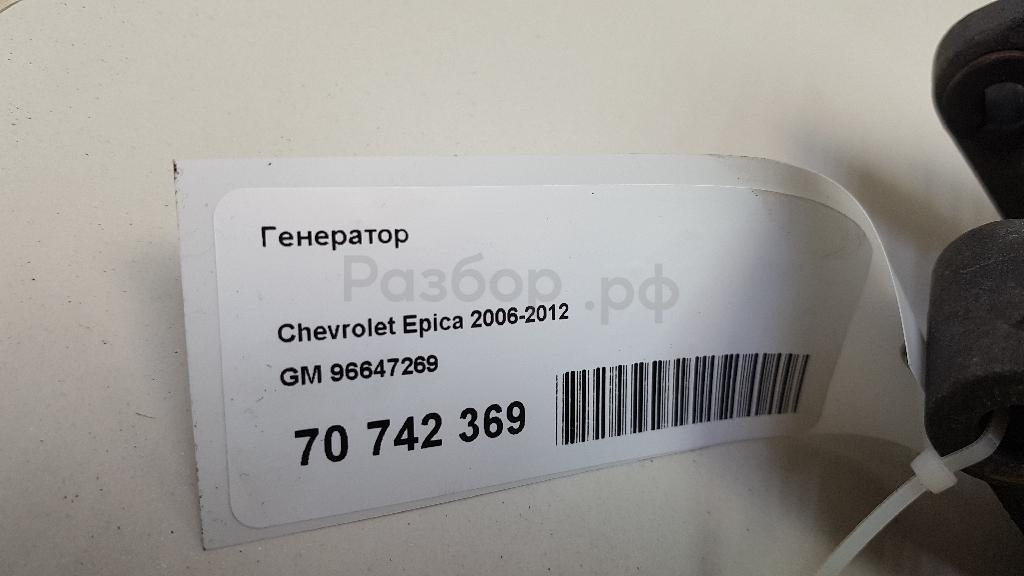 Генератор
Разбор.рф
Chevrolet Epica 2006-2012
GM 96647269
70 742 369